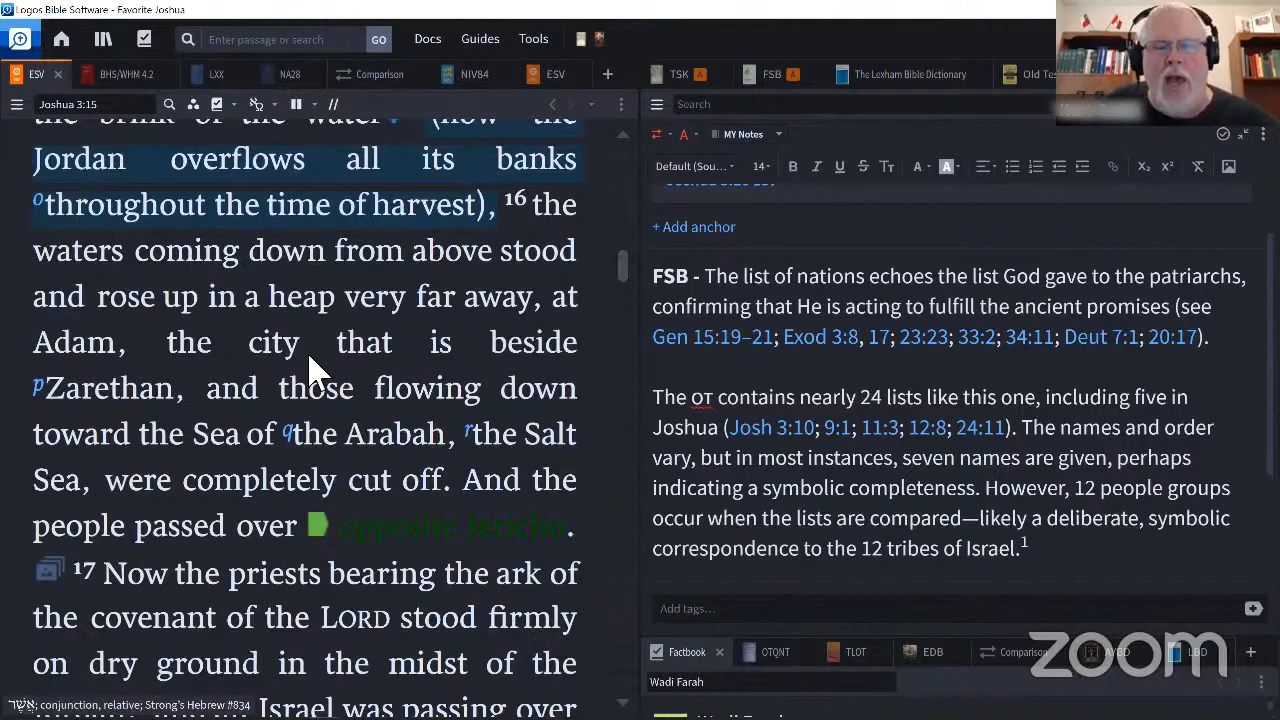 Logos Bible Software - Favorite Joshua
Enter passage or search GO Docs Guides Tools
ESV BHS/WHM 4.2 LXX NA28 Comparison NIV84 ESV
Joshua 3:15
Jordan overflows all its banks
o throughout the time of harvest), 16 the
waters coming down from above stood
and rose up in a heap very far away, at
Adam, the city that is beside
p Zarethan, and those flowing down
toward the Sea of q the Arabah, r the Salt
Sea, were completely cut off. And the
people passed over opposite Jericho.
17 Now the priests bearing the ark of
the covenant of the LORD stood firmly
on dry ground in the midst of the
Israel was passing over
conjunction, relative; Strong's Hebrew #834
TSK A FSB A The Lexham Bible Dictionary Old Tes
Search
A MY Notes
Default (Sou... 14 B I U S TT A A X₂ X²
+ Add anchor
FSB - The list of nations echoes the list God gave to the patriarchs,
confirming that He is acting to fulfill the ancient promises (see
Gen 15:19–21; Exod 3:8, 17; 23:23; 33:2; 34:11; Deut 7:1; 20:17).
The OT contains nearly 24 lists like this one, including five in
Joshua (Josh 3:10; 9:1; 11:3; 12:8; 24:11). The names and order
vary, but in most instances, seven names are given, perhaps
indicating a symbolic completeness. However, 12 people groups
occur when the lists are compared—likely a deliberate, symbolic
correspondence to the 12 tribes of Israel.1
Add tags...
Factbook OTQNT TLOT EDB Comparison AYBD LBD
Wadi Farah
zoom